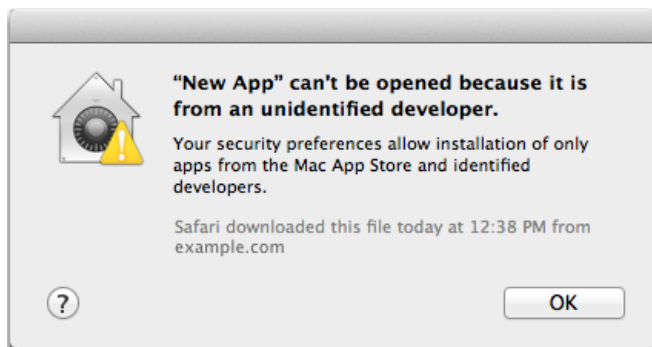 “New App” can't be opened because it is
from an unidentified developer.
Your security preferences allow installation of only
apps from the Mac App Store and identified
developers.
Safari downloaded this file today at 12:38 PM from
example.com
?
OK